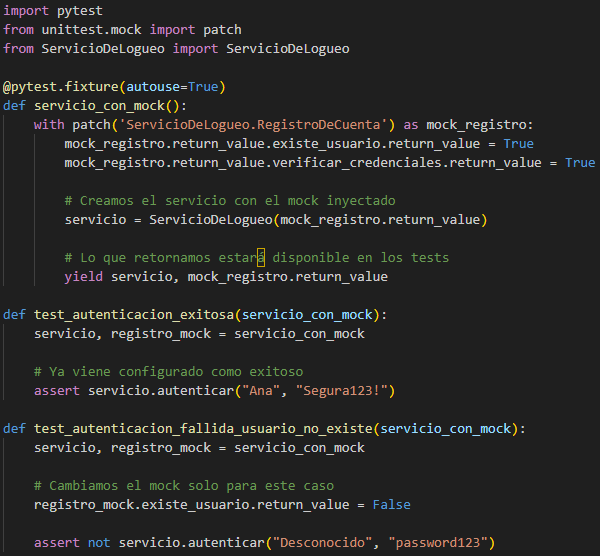 import pytest
from unittest.mock import patch
from ServicioDeLogueo import ServicioDeLogueo

@pytest.fixture(autouse=True)
def servicio_con_mock():
    with patch('ServicioDeLogueo.RegistroDeCuenta') as mock_registro:
        mock_registro.return_value.existe_usuario.return_value = True
        mock_registro.return_value.verificar_credenciales.return_value = True

        # Creamos el servicio con el mock inyectado
        servicio = ServicioDeLogueo(mock_registro.return_value)

        # Lo que retornamos estará disponible en los tests
        yield servicio, mock_registro.return_value

def test_autenticacion_exitosa(servicio_con_mock):
    servicio, registro_mock = servicio_con_mock

    # Ya viene configurado como exitoso
    assert servicio.autenticar("Ana", "Segura123!")

def test_autenticacion_fallida_usuario_no_existe(servicio_con_mock):
    servicio, registro_mock = servicio_con_mock

    # Cambiamos el mock solo para este caso
    registro_mock.existe_usuario.return_value = False

    assert not servicio.autenticar("Desconocido", "password123")